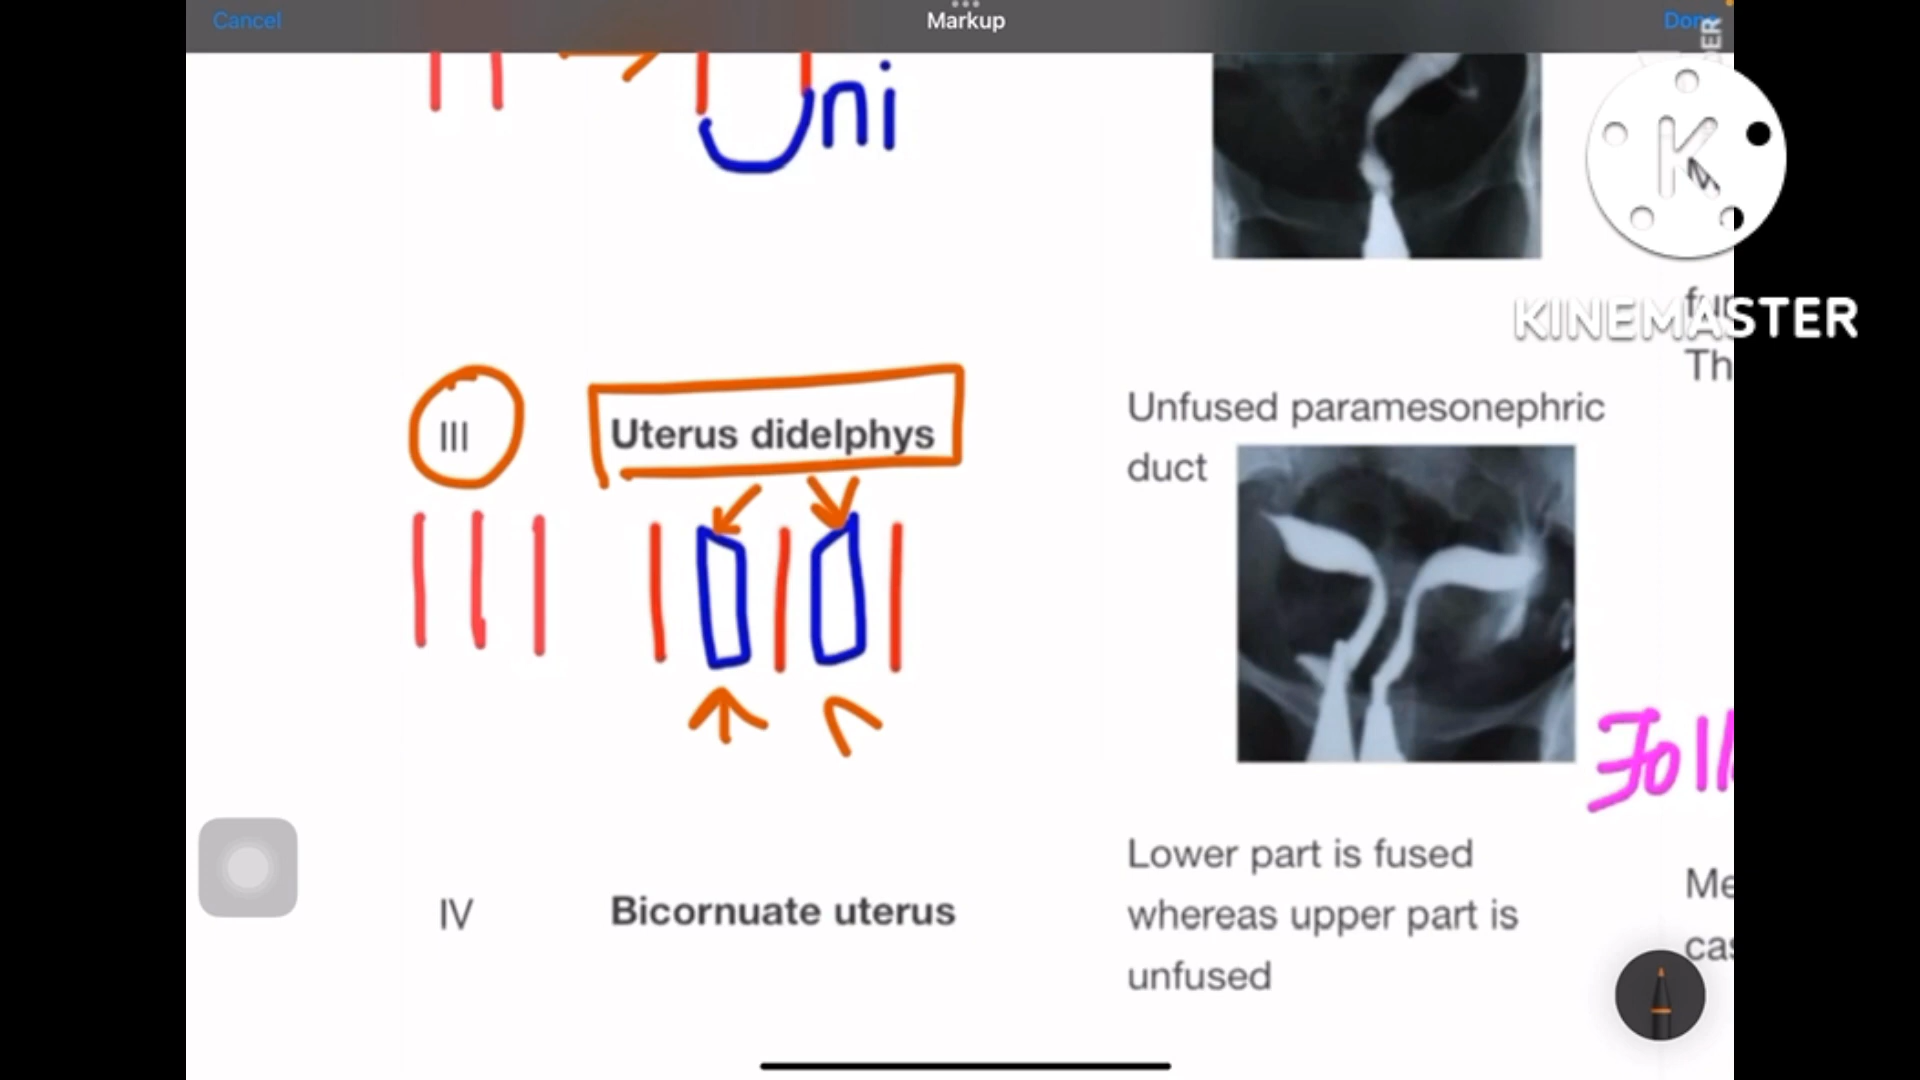 Cancel
Markup
Uni
K
KINEMASTER
III
Uterus didelphys
Unfused paramesonephric
duct
Th
IV
Bicornuate uterus
Lower part is fused
whereas upper part is
unfused